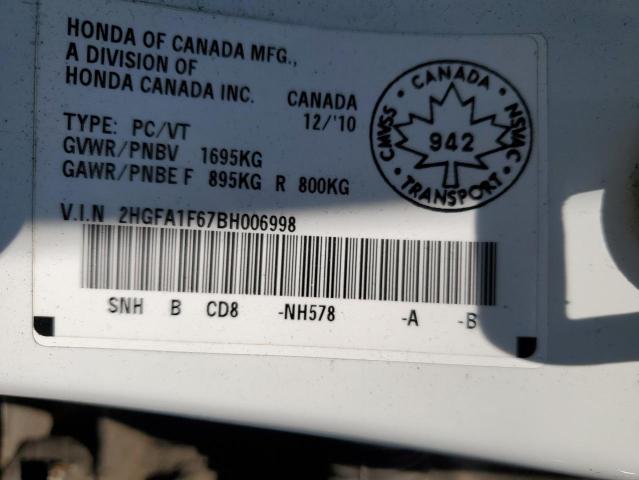 HONDA OF CANADA MFG.,
A DIVISION OF
HONDA CANADA INC. CANADA
12/'10
TYPE: PC/VT
GVWR/PNBV 1695KG
GAWR/PNBE F 895KG R 800KG
V.I.N 2HGFA1F67BH006998
SNH B CD8 -NH578 -A -B
CANADA
CMVSS
942
NSVAC
TRANSPORT